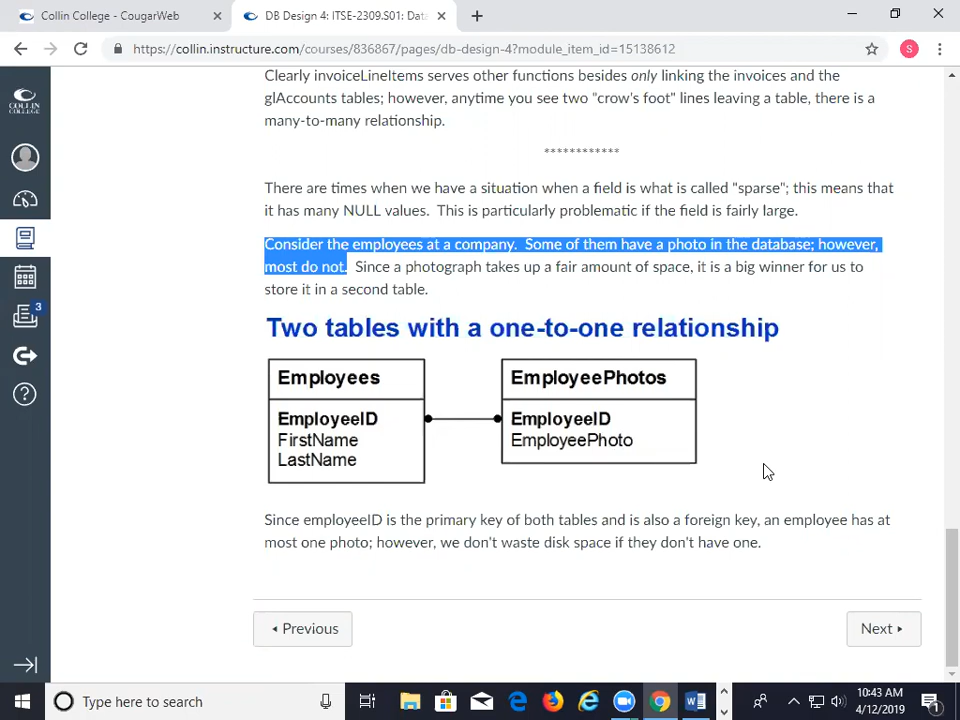 Collin College - CougarWeb
DB Design 4: ITSE-2309.S01: Data
https://collin.instructure.com/courses/836867/pages/db-design-4?module_item_id=15138612
S
COLLIN
COLLEGE
3
Clearly invoiceLineItems serves other functions besides only linking the invoices and the
glAccounts tables; however, anytime you see two "crow's foot" lines leaving a table, there is a
many-to-many relationship.
************
There are times when we have a situation when a field is what is called "sparse"; this means that
it has many NULL values.  This is particularly problematic if the field is fairly large.
Consider the employees at a company.  Some of them have a photo in the database; however,
most do not.  Since a photograph takes up a fair amount of space, it is a big winner for us to
store it in a second table.
Two tables with a one-to-one relationship
Employees
EmployeeID
FirstName
LastName
EmployeePhotos
EmployeeID
EmployeePhoto
Since employeeID is the primary key of both tables and is also a foreign key, an employee has at
most one photo; however, we don't waste disk space if they don't have one.
Previous
Next
Type here to search
10:43 AM
4/12/2019
1